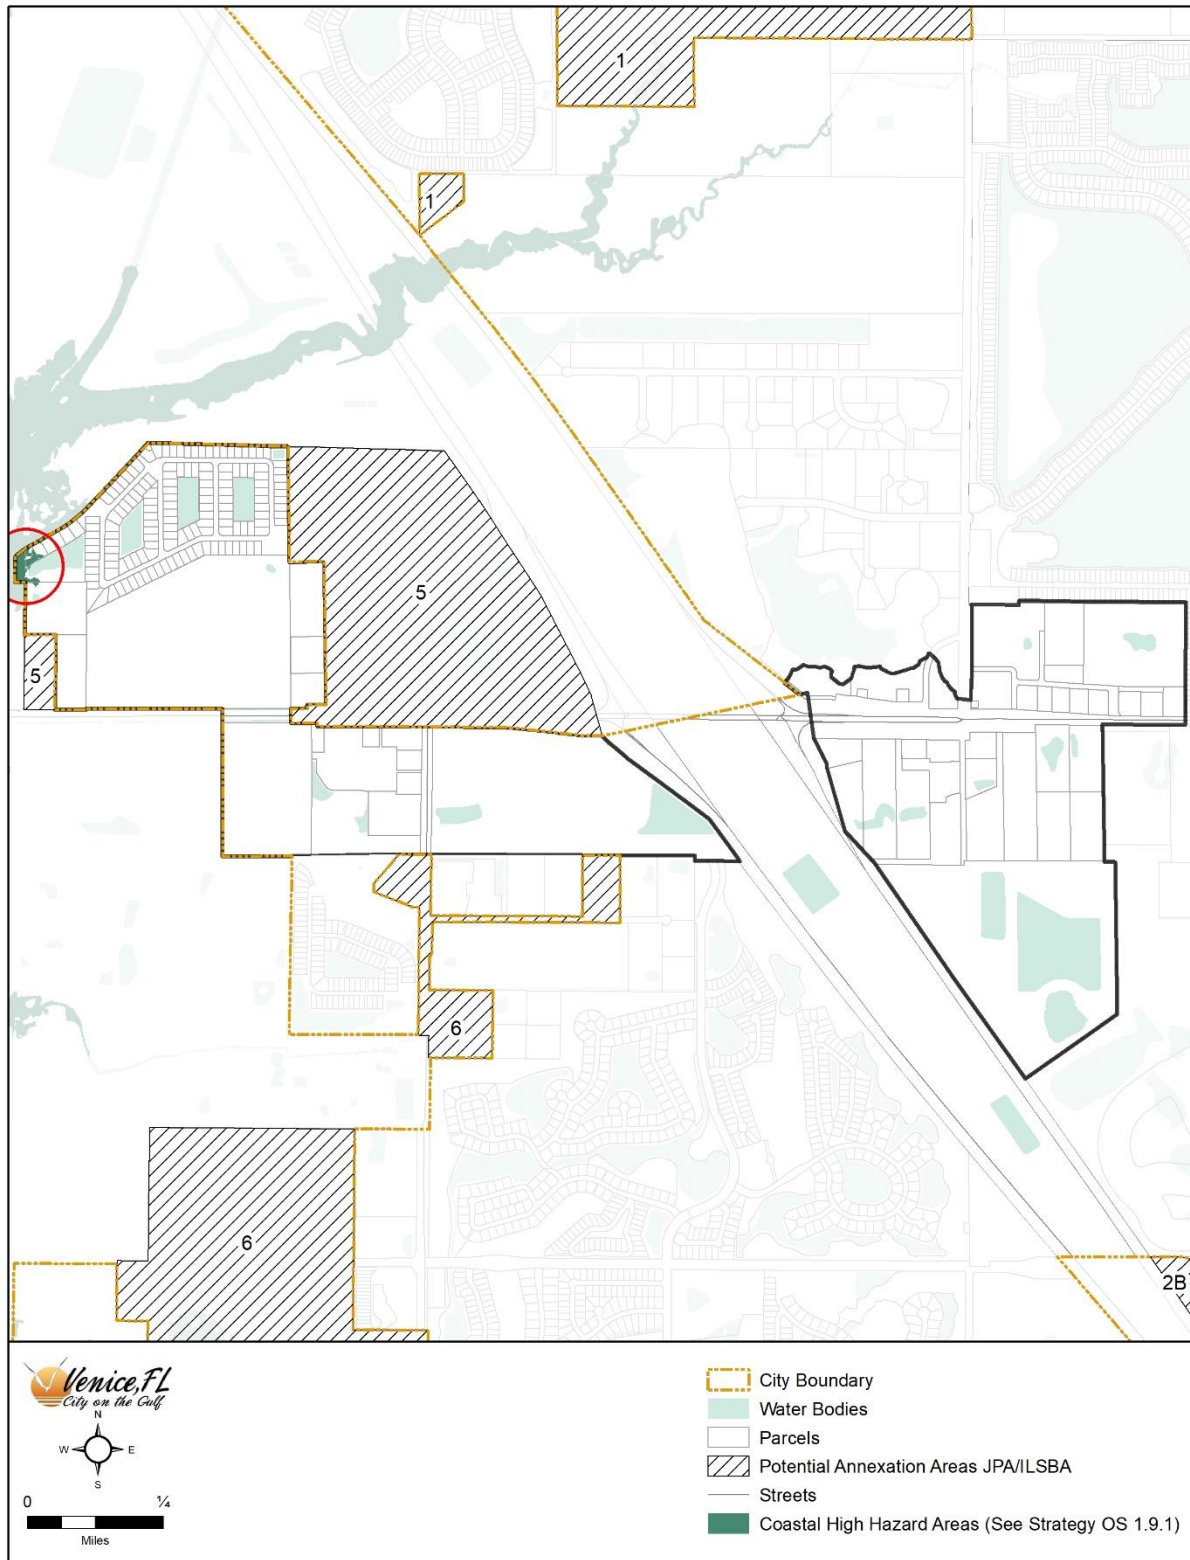 1
1
5
5
6
6
2B
Venice, FL
City on the Gulf
N
W E
S
0 ¼
Miles
City Boundary
Water Bodies
Parcels
Potential Annexation Areas JPA/ILSBA
Streets
Coastal High Hazard Areas (See Strategy OS 1.9.1)